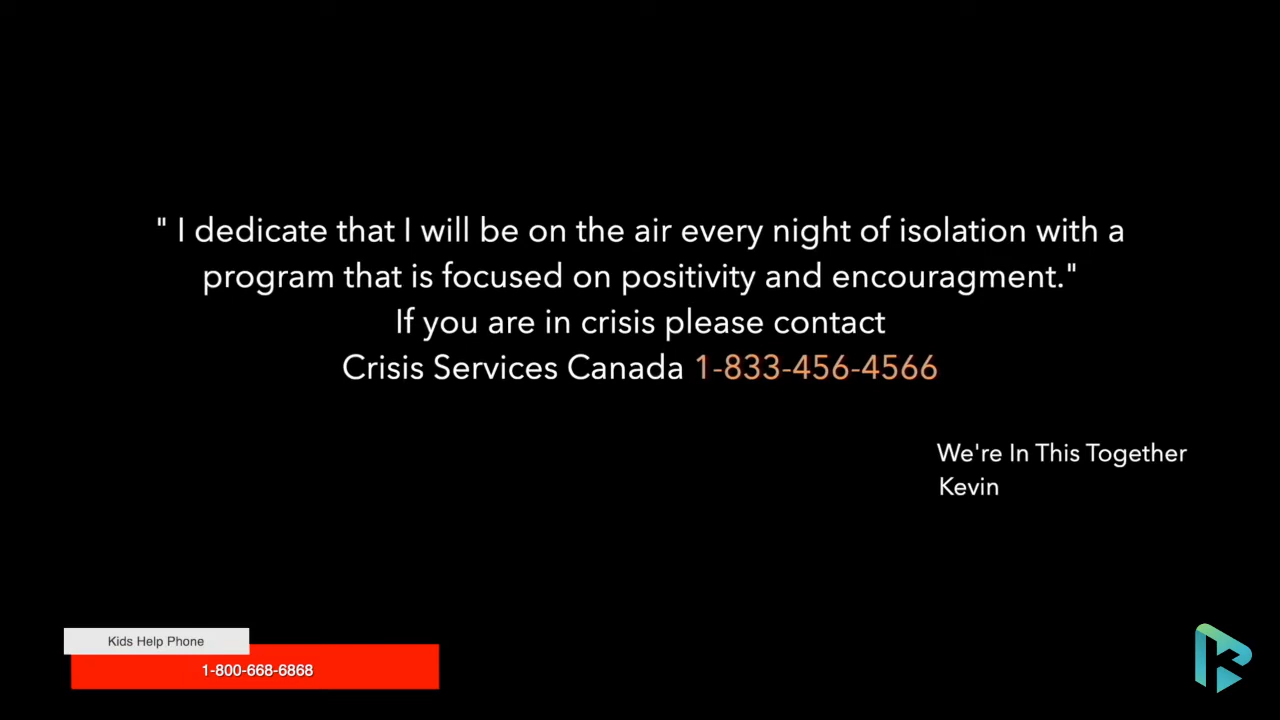 " I dedicate that I will be on the air every night of isolation with a
program that is focused on positivity and encouragment."
If you are in crisis please contact
Crisis Services Canada 1-833-456-4566
We're In This Together
Kevin
Kids Help Phone
1-800-668-6868